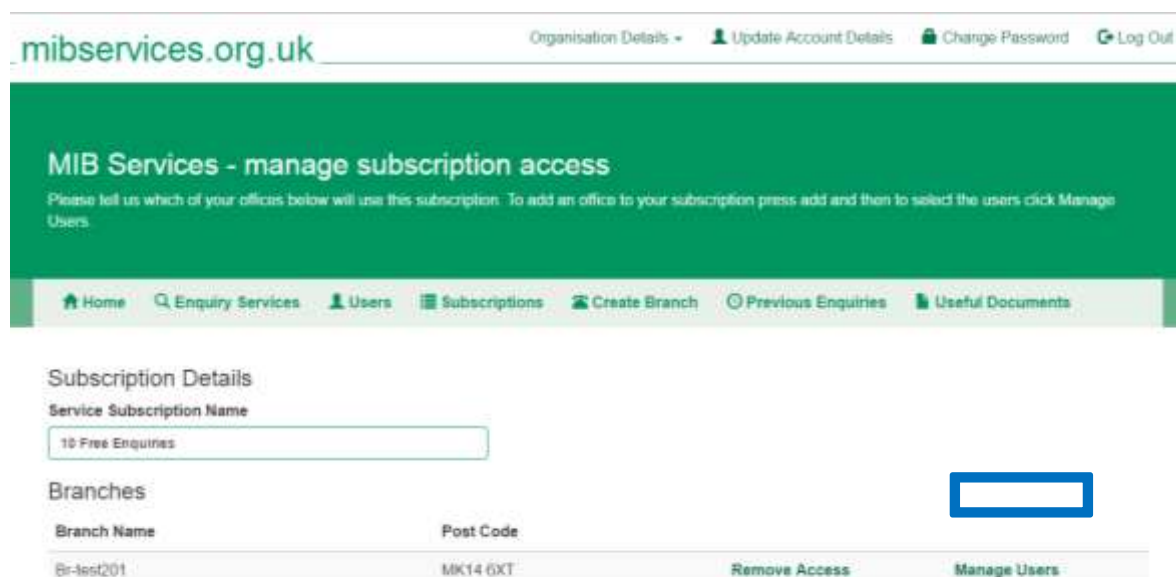 mibservices.org.uk
Organisation Details Update Account Details Change Password Log Out
MIB Services - manage subscription access
Please tell us which of your offices below will use this subscription. To add an office to your subscription press add and then to select the users click Manage
Users.
Home Enquiry Services Users Subscriptions Create Branch Previous Enquiries Useful Documents
Subscription Details
Service Subscription Name
10 Free Enquiries
Branches
Branch Name Post Code
Br-test201 MK14 6XT Remove Access Manage Users